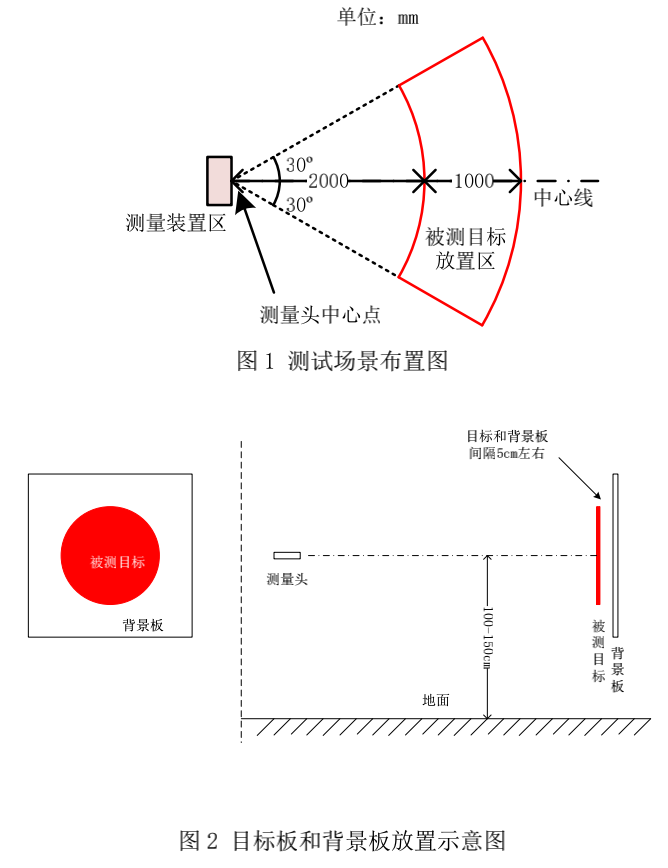 单位：mm
30°
2000
1000
30°
中心线
测量装置区
被测目标
放置区
测量头中心点
图 1 测试场景布置图
目标和背景板
间隔5cm左右
被测目标
测量头
背景板
100-150cm
被测目标
背景板
地面
图 2 目标板和背景板放置示意图